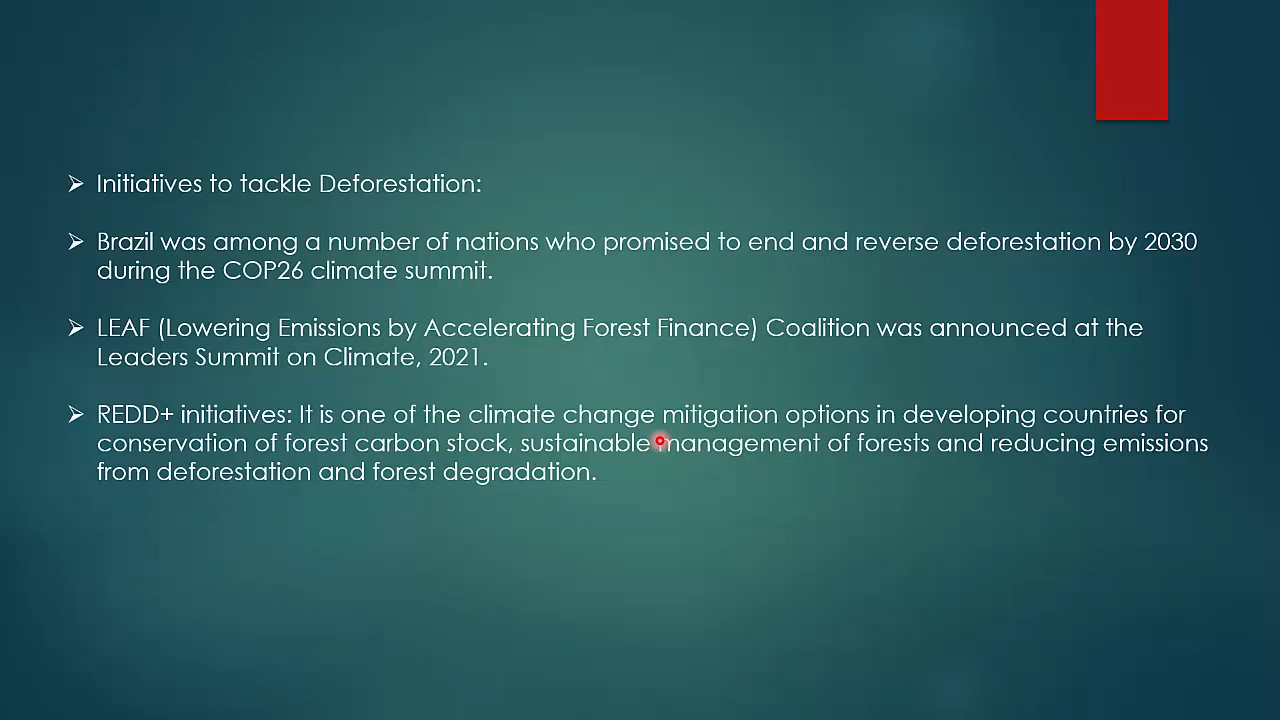 Initiatives to tackle Deforestation:
Brazil was among a number of nations who promised to end and reverse deforestation by 2030
during the COP26 climate summit.
LEAF (Lowering Emissions by Accelerating Forest Finance) Coalition was announced at the
Leaders Summit on Climate, 2021.
REDD+ initiatives: It is one of the climate change mitigation options in developing countries for
conservation of forest carbon stock, sustainable management of forests and reducing emissions
from deforestation and forest degradation.